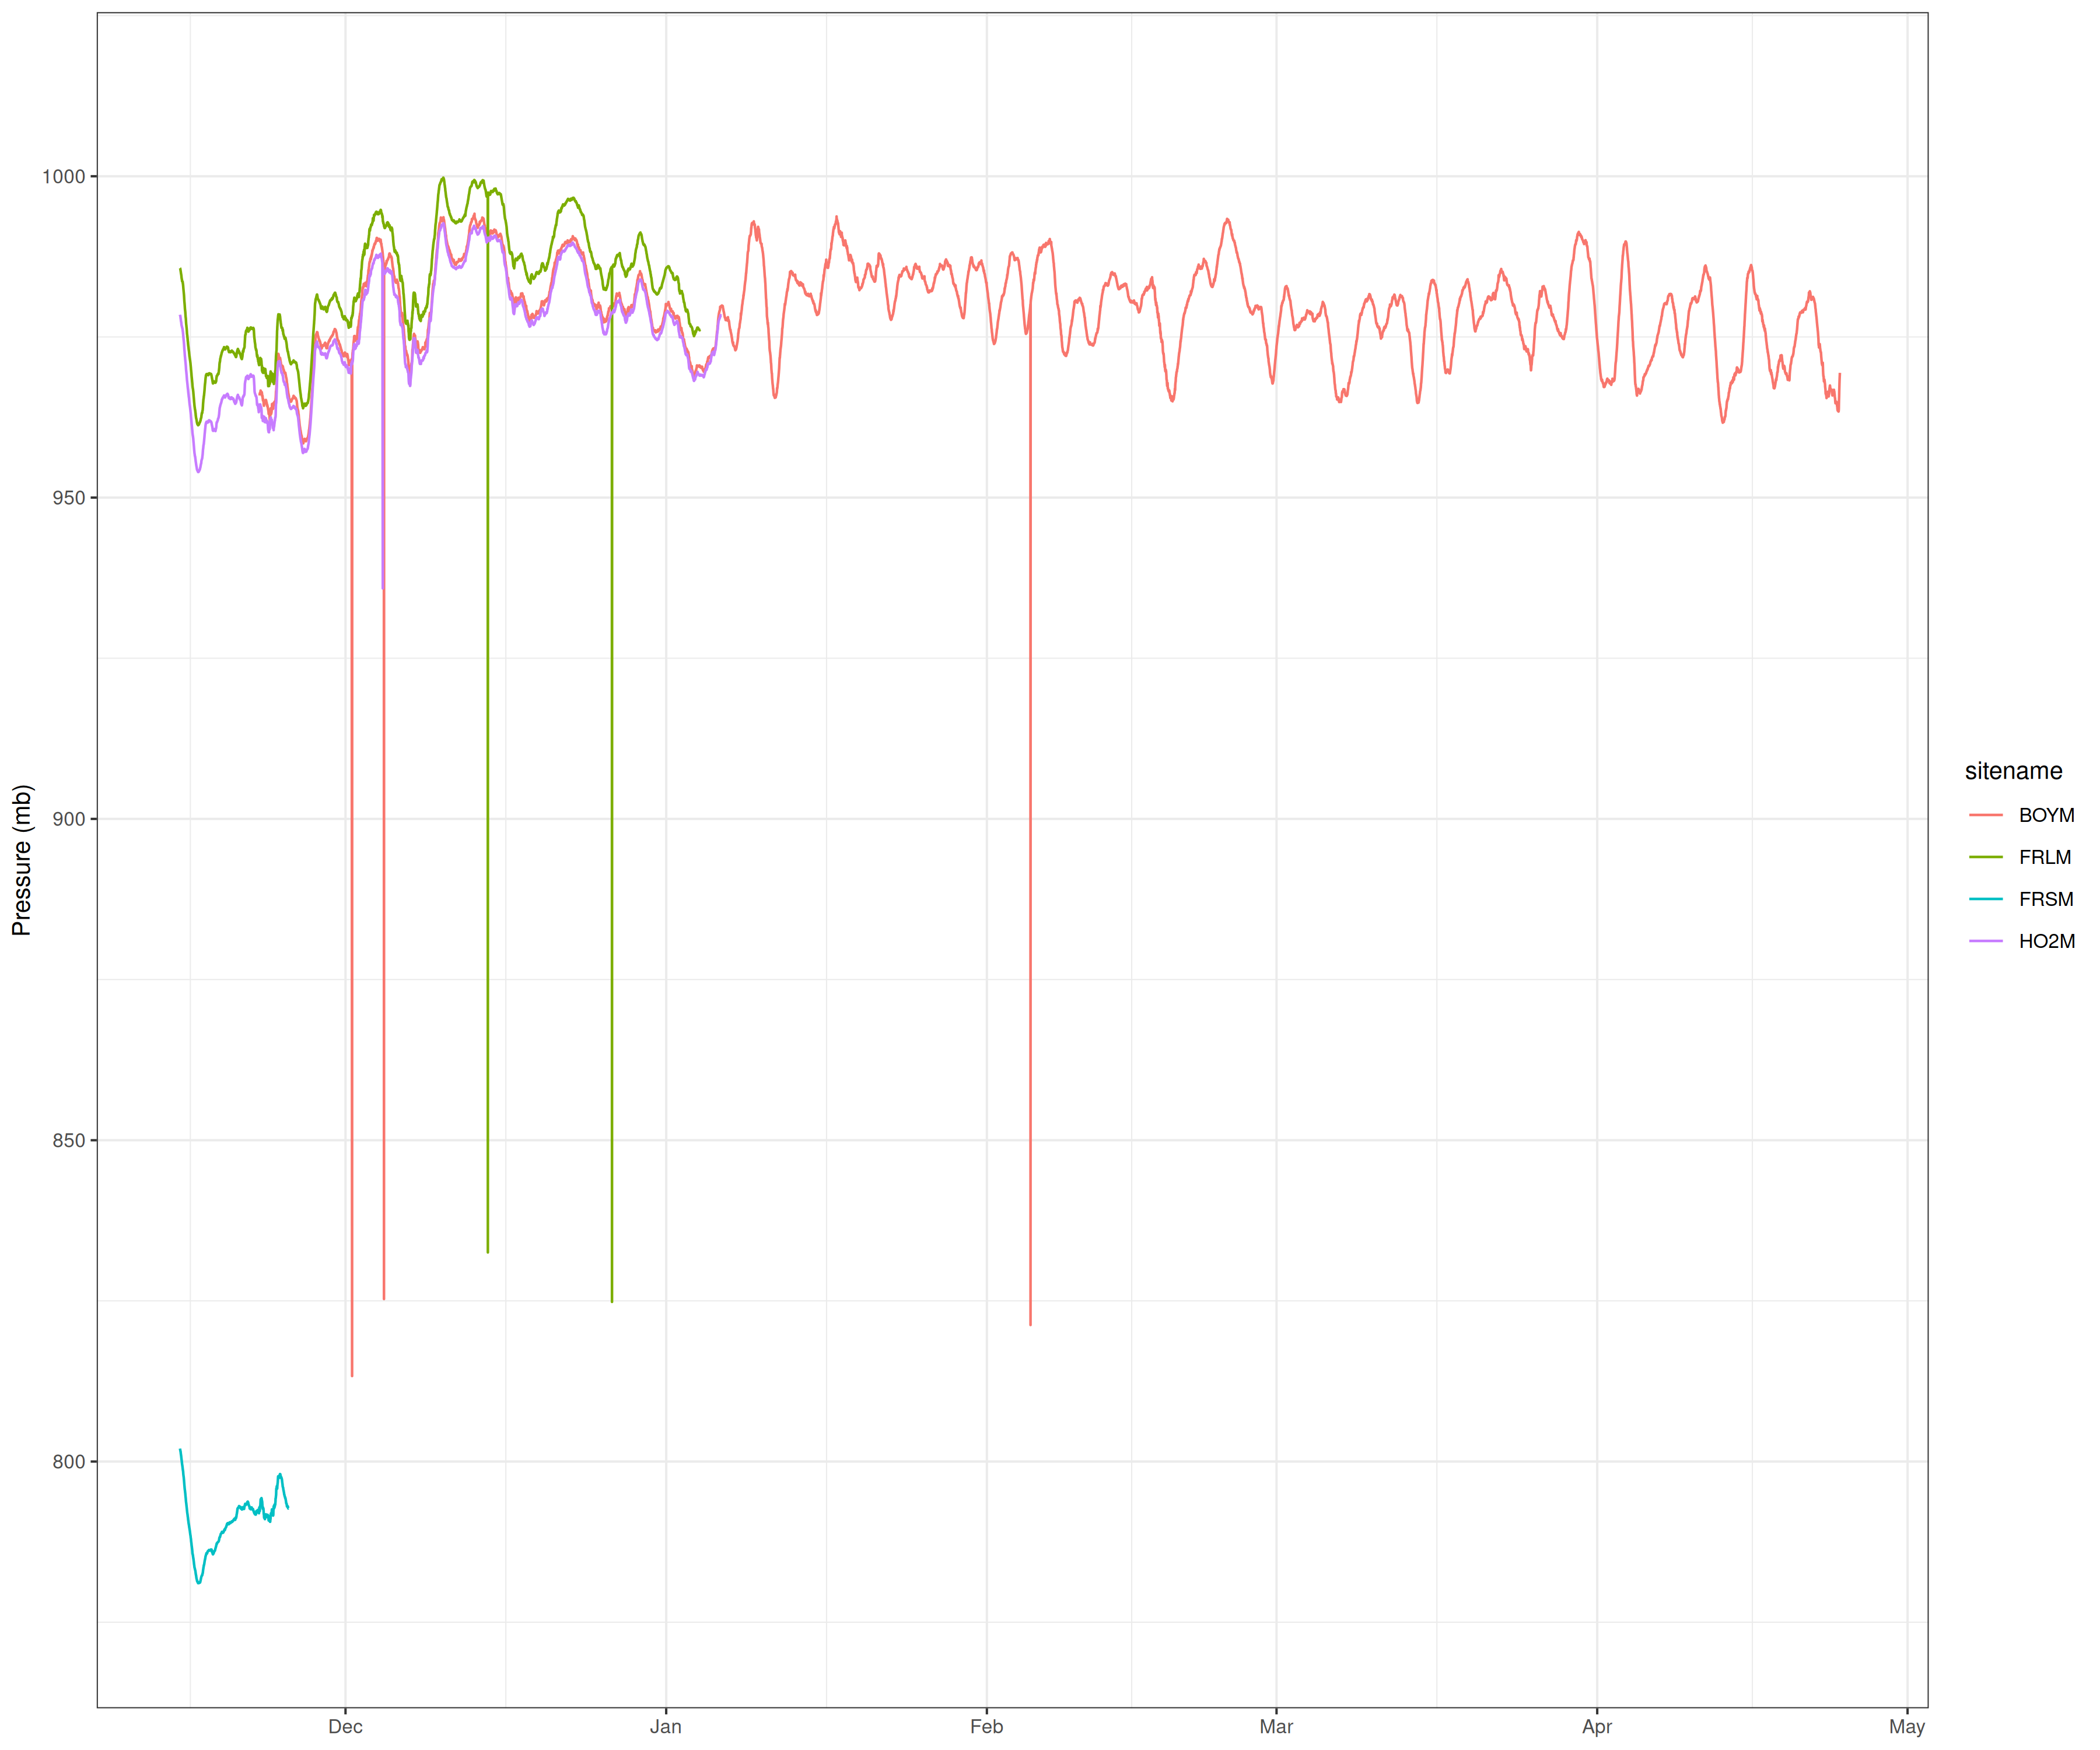 Pressure (mb)
1000
950
900
850
800
Dec Jan Feb Mar Apr May
sitename
BOYM
FRLM
FRSM
HO2M